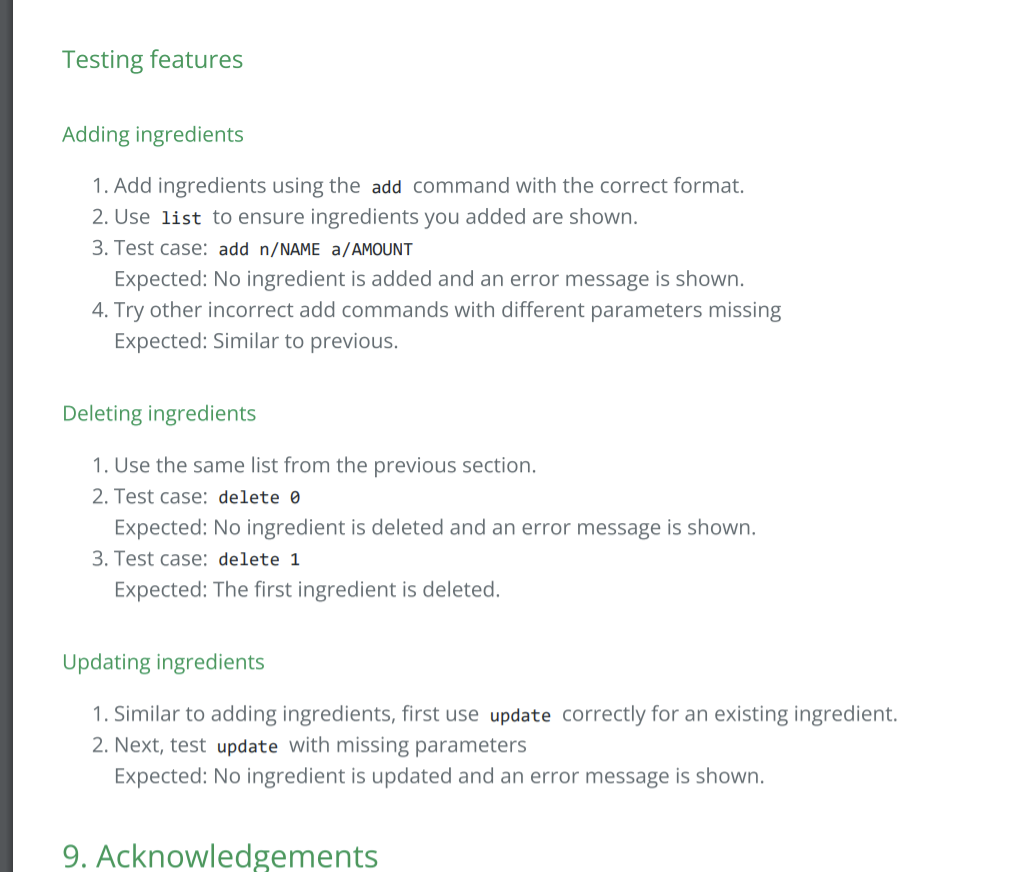 Testing features
Adding ingredients
1. Add ingredients using the add command with the correct format.
2. Use list to ensure ingredients you added are shown.
3. Test case: add n/NAME a/AMOUNT
Expected: No ingredient is added and an error message is shown.
4. Try other incorrect add commands with different parameters missing
Expected: Similar to previous.
Deleting ingredients
1. Use the same list from the previous section.
2. Test case: delete 0
Expected: No ingredient is deleted and an error message is shown.
3. Test case: delete 1
Expected: The first ingredient is deleted.
Updating ingredients
1. Similar to adding ingredients, first use update correctly for an existing ingredient.
2. Next, test update with missing parameters
Expected: No ingredient is updated and an error message is shown.
9. Acknowledgements